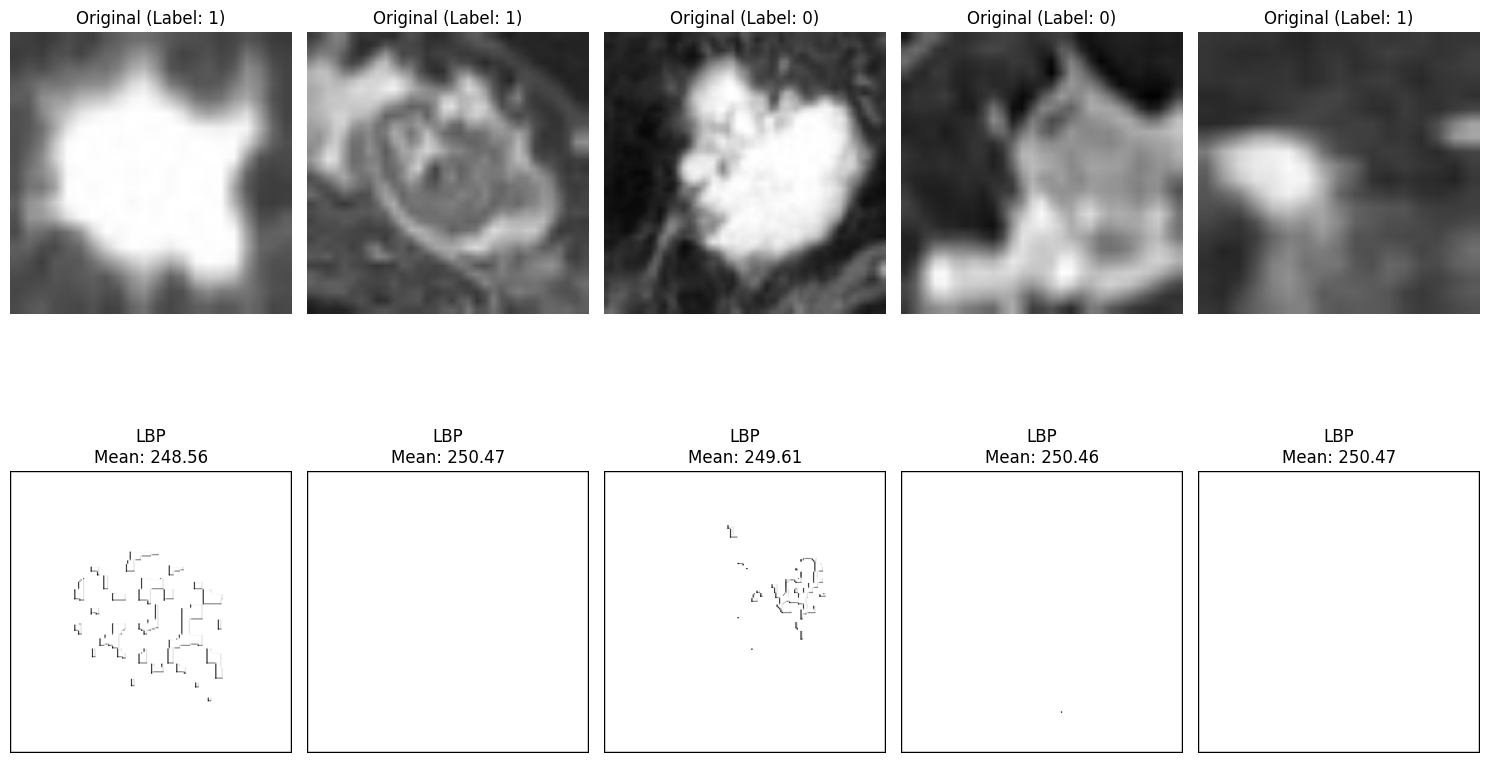 Original (Label: 1)
Original (Label: 1)
Original (Label: 0)
Original (Label: 0)
Original (Label: 1)
LBP
Mean: 248.56
LBP
Mean: 250.47
LBP
Mean: 249.61
LBP
Mean: 250.46
LBP
Mean: 250.47